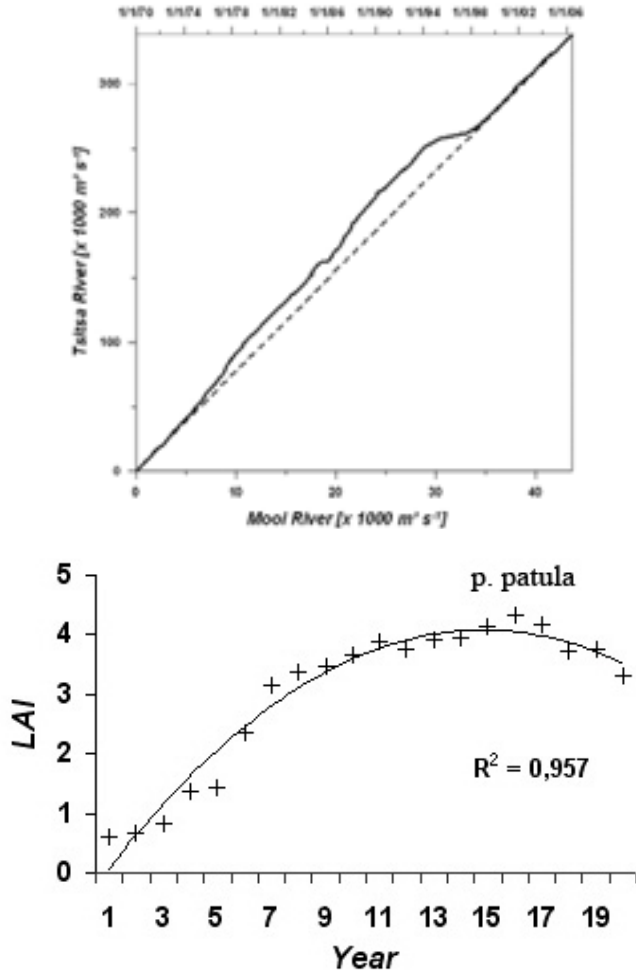 1/1/70 1/1/74 1/1/78 1/1/82 1/1/86 1/1/90 1/1/94 1/1/98 1/1/02 1/1/06
300
200
100
0
Tsitsa River [x 1000 m³ s⁻¹]
0 10 20 30 40
Mooi River [x 1000 m³ s⁻¹]
p. patula
5
4
3
2
1
0
LAI
R² = 0,957
1 3 5 7 9 11 13 15 17 19
Year